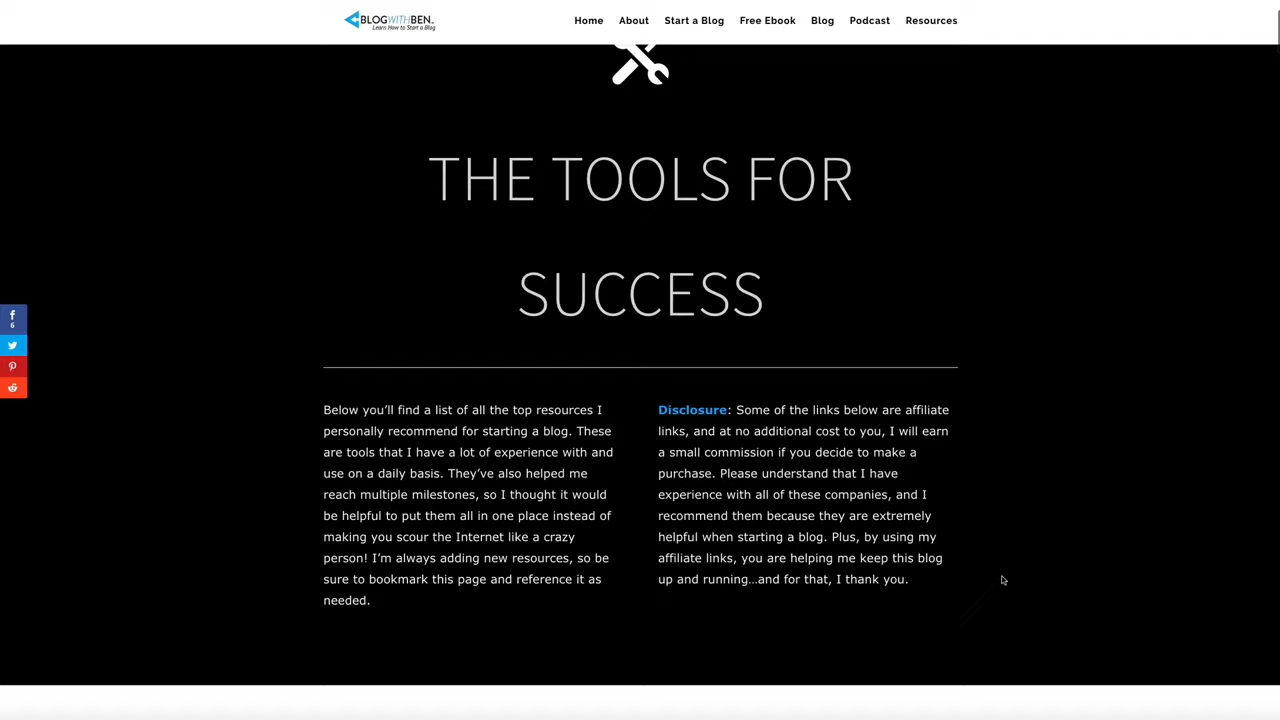 BLOGWITHBEN
Learn How to Start a Blog
Home About Start a Blog Free Ebook Blog Podcast Resources
THE TOOLS FOR
SUCCESS
6
Below you'll find a list of all the top resources I
personally recommend for starting a blog. These
are tools that I have a lot of experience with and
use on a daily basis. They've also helped me
reach multiple milestones, so I thought it would
be helpful to put them all in one place instead of
making you scour the Internet like a crazy
person! I'm always adding new resources, so be
sure to bookmark this page and reference it as
needed.
Disclosure: Some of the links below are affiliate
links, and at no additional cost to you, I will earn
a small commission if you decide to make a
purchase. Please understand that I have
experience with all of these companies, and I
recommend them because they are extremely
helpful when starting a blog. Plus, by using my
affiliate links, you are helping me keep this blog
up and running...and for that, I thank you.